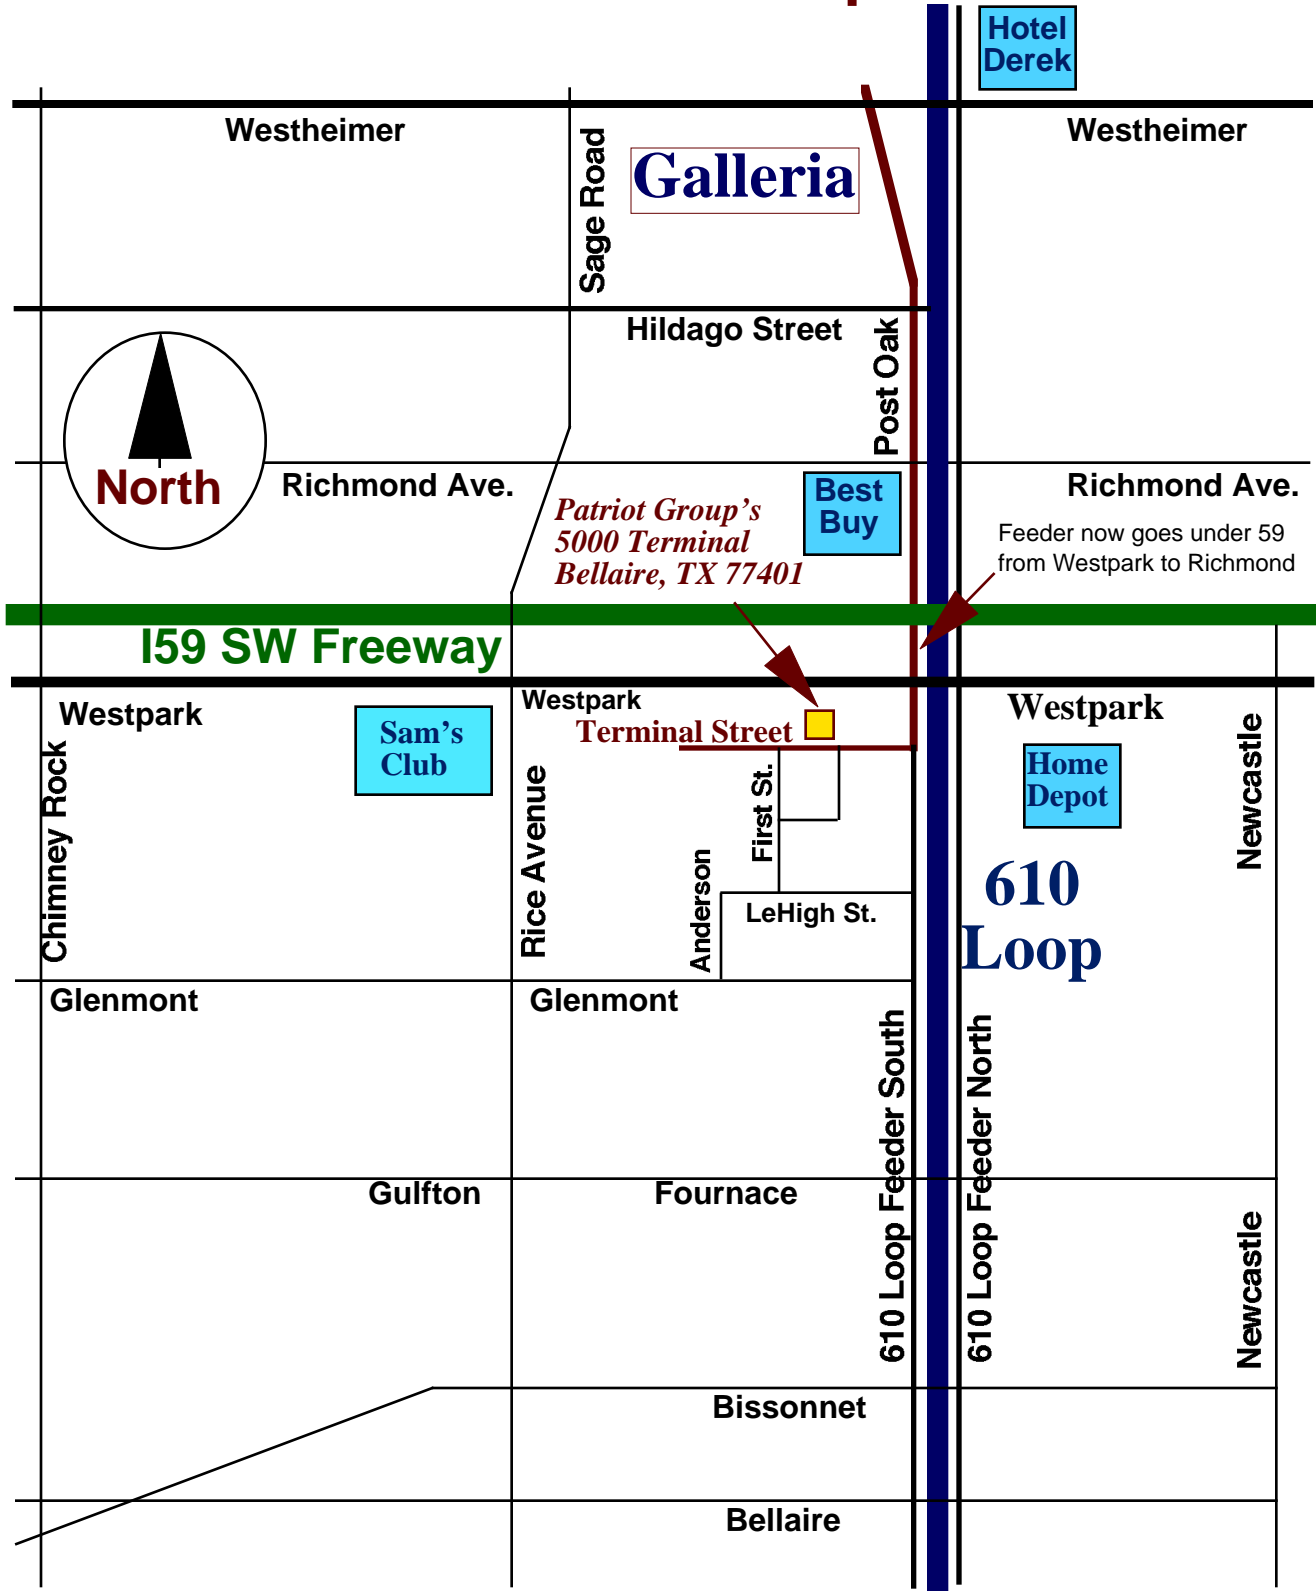 Hotel
Derek
Westheimer
Westheimer
Sage Road
Galleria
Hildago Street
Post Oak
North
Richmond Ave.
Richmond Ave.
Best
Buy
Patriot Group's
5000 Terminal
Bellaire, TX 77401
Feeder now goes under 59
from Westpark to Richmond
I59 SW Freeway
Westpark
Westpark
Westpark
Sam's
Club
Terminal Street
Home
Depot
Newcastle
Chimney Rock
Rice Avenue
First St.
Anderson
LeHigh St.
610
Loop
Glenmont
Glenmont
610 Loop Feeder South
610 Loop Feeder North
Gulfton
Fournace
Newcastle
Bissonnet
Bellaire